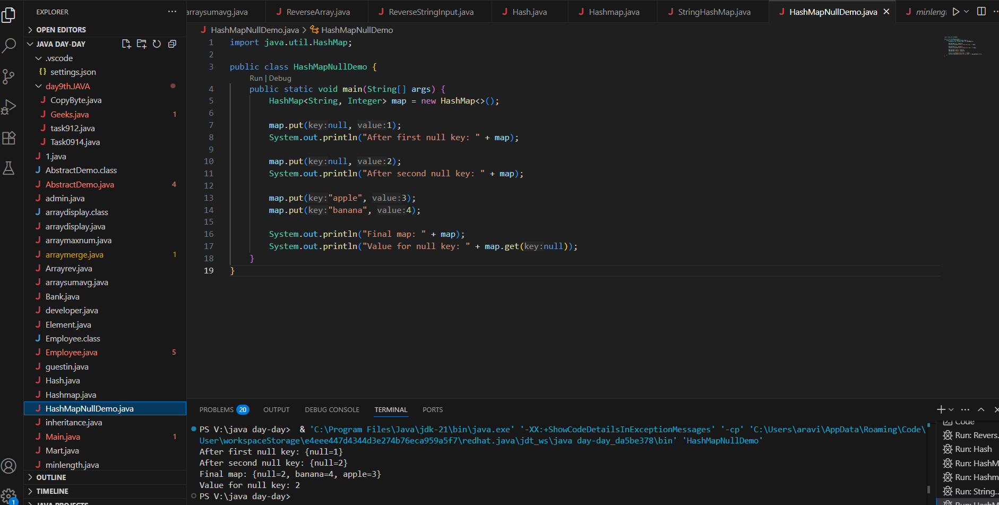 EXPLORER
OPEN EDITORS
JAVA DAY-DAY
.vscode
{} settings.json
day9th.JAVA
J CopyByte.java
J Geeks.java 1
J task912.java
J Task0914.java
J 1.java
J AbstractDemo.class
J AbstractDemo.java 4
J admin.java
J arraydisplay.class
J arraydisplay.java
J arraymaxnum.java
J arraymerge.java 1
J Arrayrev.java
J arraysumavg.java
J Bank.java
J developer.java
J Element.java
J Employee.class
J Employee.java 5
J guestin.java
J Hash.java
J Hashmap.java
J HashMapNullDemo.java
J inheritance.java
J Main.java 1
J Mart.java
J minlength.java
OUTLINE
TIMELINE
JAVA PROJECTS
1
arraysumavg.java J ReverseArray.java J ReverseStringInput.java J Hash.java J Hashmap.java J StringHashMap.java J HashMapNullDemo.java J minlengt
J HashMapNullDemo.java > HashMapNullDemo
1 import java.util.HashMap;
2
3 public class HashMapNullDemo {
Run | Debug
4 public static void main(String[] args) {
5 HashMap<String, Integer> map = new HashMap<>();
6
7 map.put(key:null, value:1);
8 System.out.println("After first null key: " + map);
9
10 map.put(key:null, value:2);
11 System.out.println("After second null key: " + map);
12
13 map.put(key:"apple", value:3);
14 map.put(key:"banana", value:4);
15
16 System.out.println("Final map: " + map);
17 System.out.println("Value for null key: " + map.get(key:null));
18 }
19 }
PROBLEMS 20 OUTPUT DEBUG CONSOLE TERMINAL PORTS
PS V:\java day-day> & 'C:\Program Files\Java\jdk-21\bin\java.exe' '-XX:+ShowCodeDetailsInExceptionMessages' '-cp' 'C:\Users\aravi\AppData\Roaming\Code\
User\workspaceStorage\e4eee447d4344d3e274b76eca959a5f7\redhat.java\jdt_ws\java day-day_da5be378\bin' 'HashMapNullDemo'
After first null key: {null=1}
After second null key: {null=2}
Final map: {null=2, banana=4, apple=3}
Value for null key: 2
PS V:\java day-day>
Code
Run: Revers...
Run: Hash
Run: HashM
Run: Hashm
Run: String...
Run: HashM